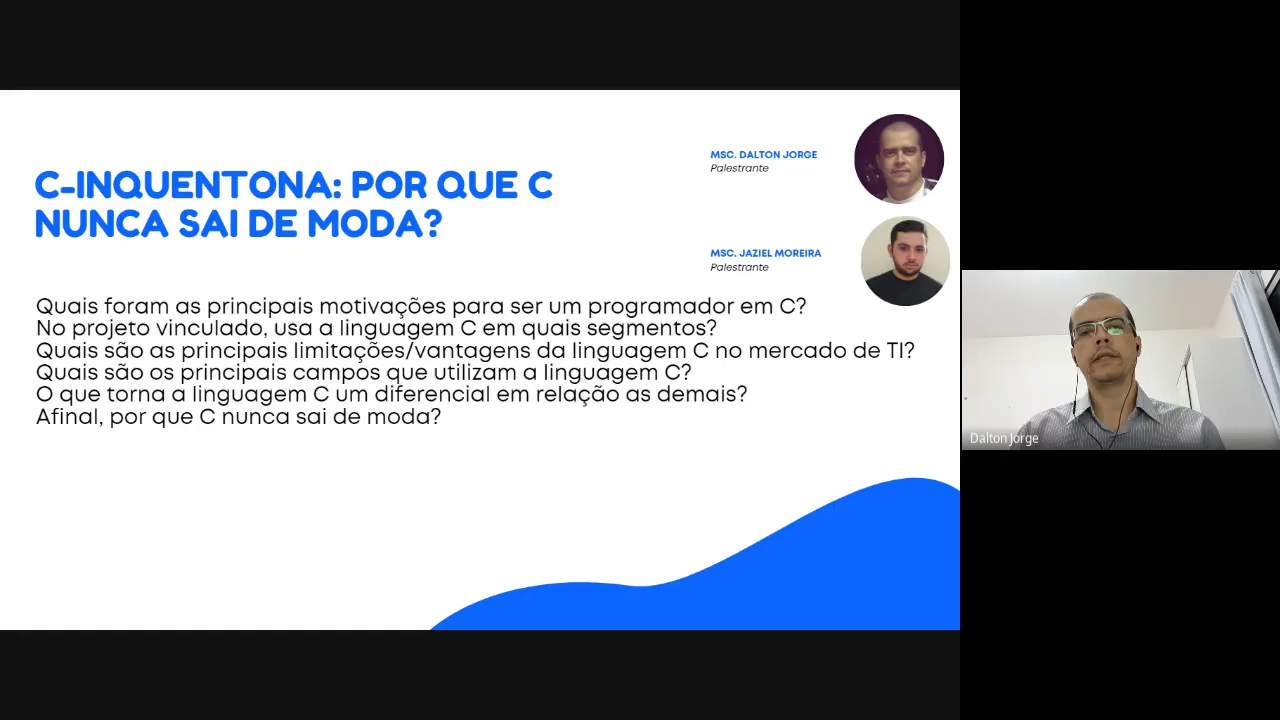 C-INQUENTONA: POR QUE C
NUNCA SAI DE MODA?
MSC. DALTON JORGE
Palestrante
MSC. JAZIEL MOREIRA
Palestrante
Quais foram as principais motivações para ser um programador em C?
No projeto vinculado, usa a linguagem C em quais segmentos?
Quais são as principais limitações/vantagens da linguagem C no mercado de TI?
Quais são os principais campos que utilizam a linguagem C?
O que torna a linguagem C um diferencial em relação as demais?
Afinal, por que C nunca sai de moda?
Dalton Jorge